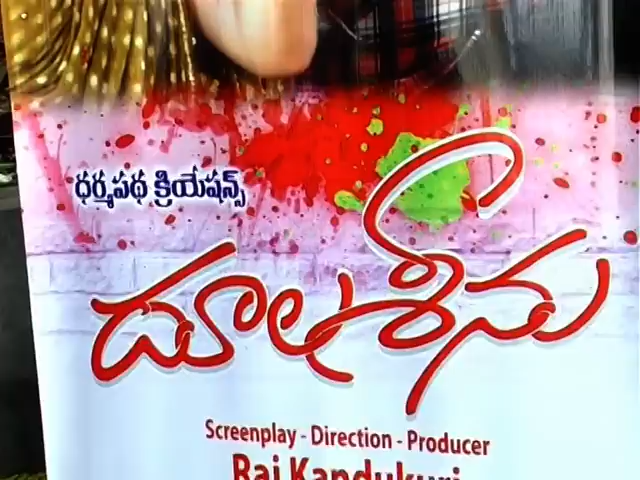 ధర్మపథ క్రియేషన్స్
దూల శీను
Screenplay - Direction - Producer
Raj Kandukuri